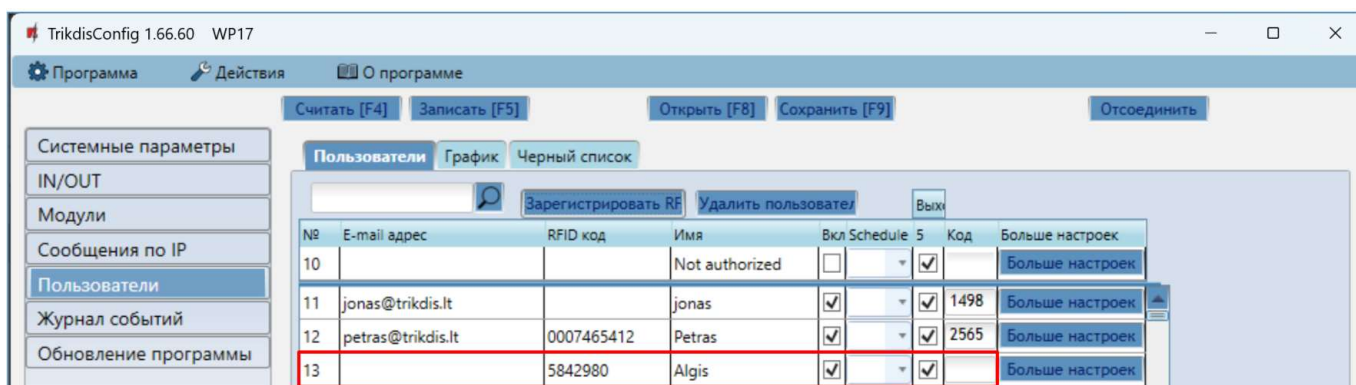 TrikdisConfig 1.66.60 WP17
Программа Действия О программе
Считать [F4] Записать [F5] Открыть [F8] Сохранить [F9] Отсоединить
Системные параметры
IN/OUT
Модули
Сообщения по IP
Пользователи
Журнал событий
Обновление программы
Пользователи График Черный список
Зарегистрировать RF Удалить пользовател Вых
№ E-mail адрес RFID код Имя Вкл Schedule 5 Код Больше настроек
10 Not authorized Больше настроек
11 jonas@trikdis.lt jonas 1498 Больше настроек
12 petras@trikdis.lt 0007465412 Petras 2565 Больше настроек
13 5842980 Algis Больше настроек